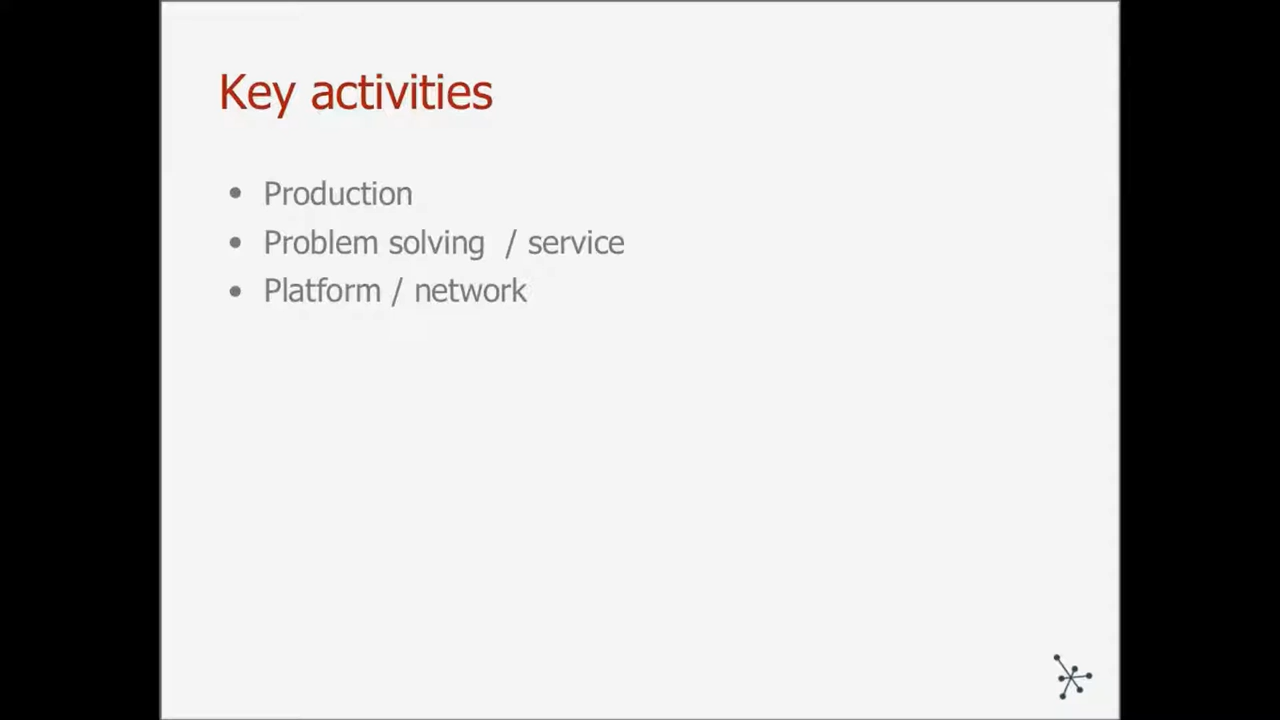 Key activities
• Production
• Problem solving  / service
• Platform / network